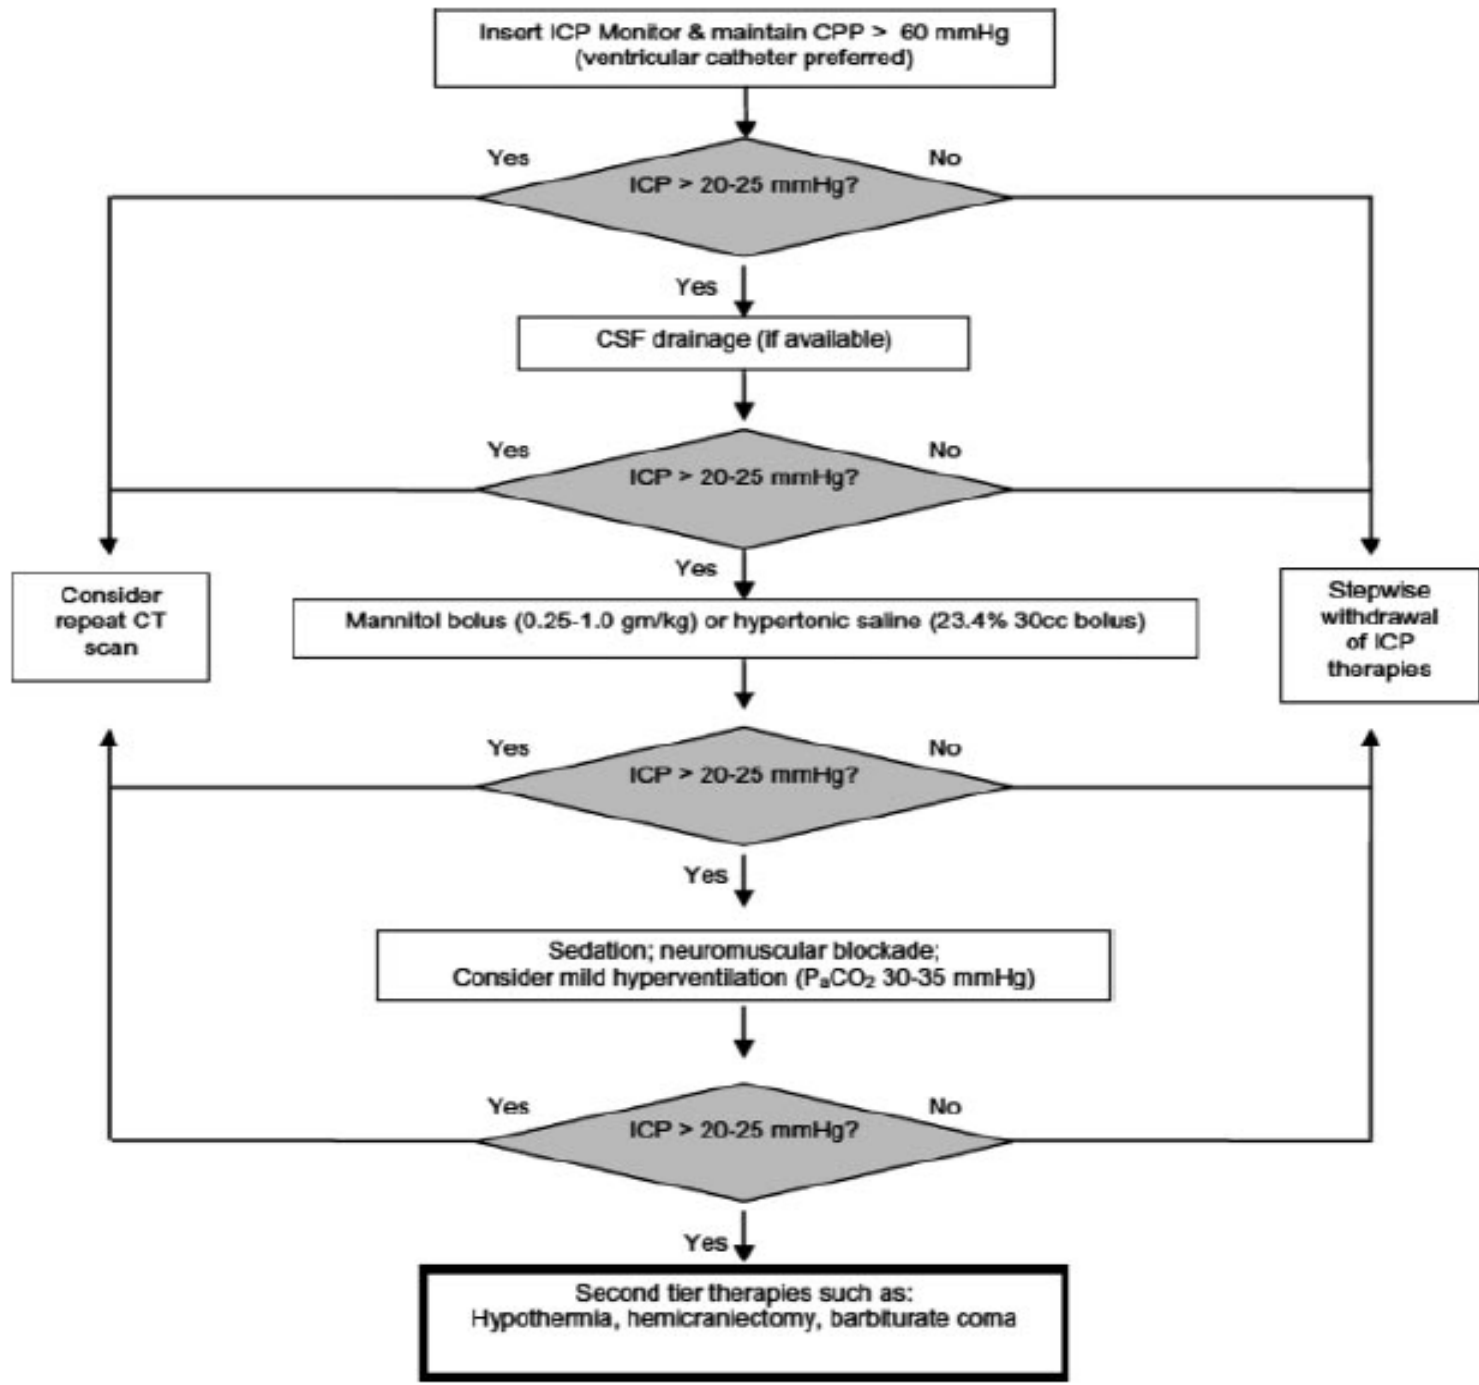 Insert ICP Monitor & maintain CPP > 60 mmHg
(ventricular catheter preferred)
Yes
No
ICP > 20-25 mmHg?
Yes
CSF drainage (if available)
Yes
No
ICP > 20-25 mmHg?
Yes
Consider
repeat CT
scan
Mannitol bolus (0.25-1.0 gm/kg) or hypertonic saline (23.4% 30cc bolus)
Stepwise
withdrawal
of ICP
therapies
Yes
No
ICP > 20-25 mmHg?
Yes
Sedation; neuromuscular blockade;
Consider mild hyperventilation (PₐCO₂ 30-35 mmHg)
Yes
No
ICP > 20-25 mmHg?
Yes
Second tier therapies such as:
Hypothermia, hemicraniectomy, barbiturate coma